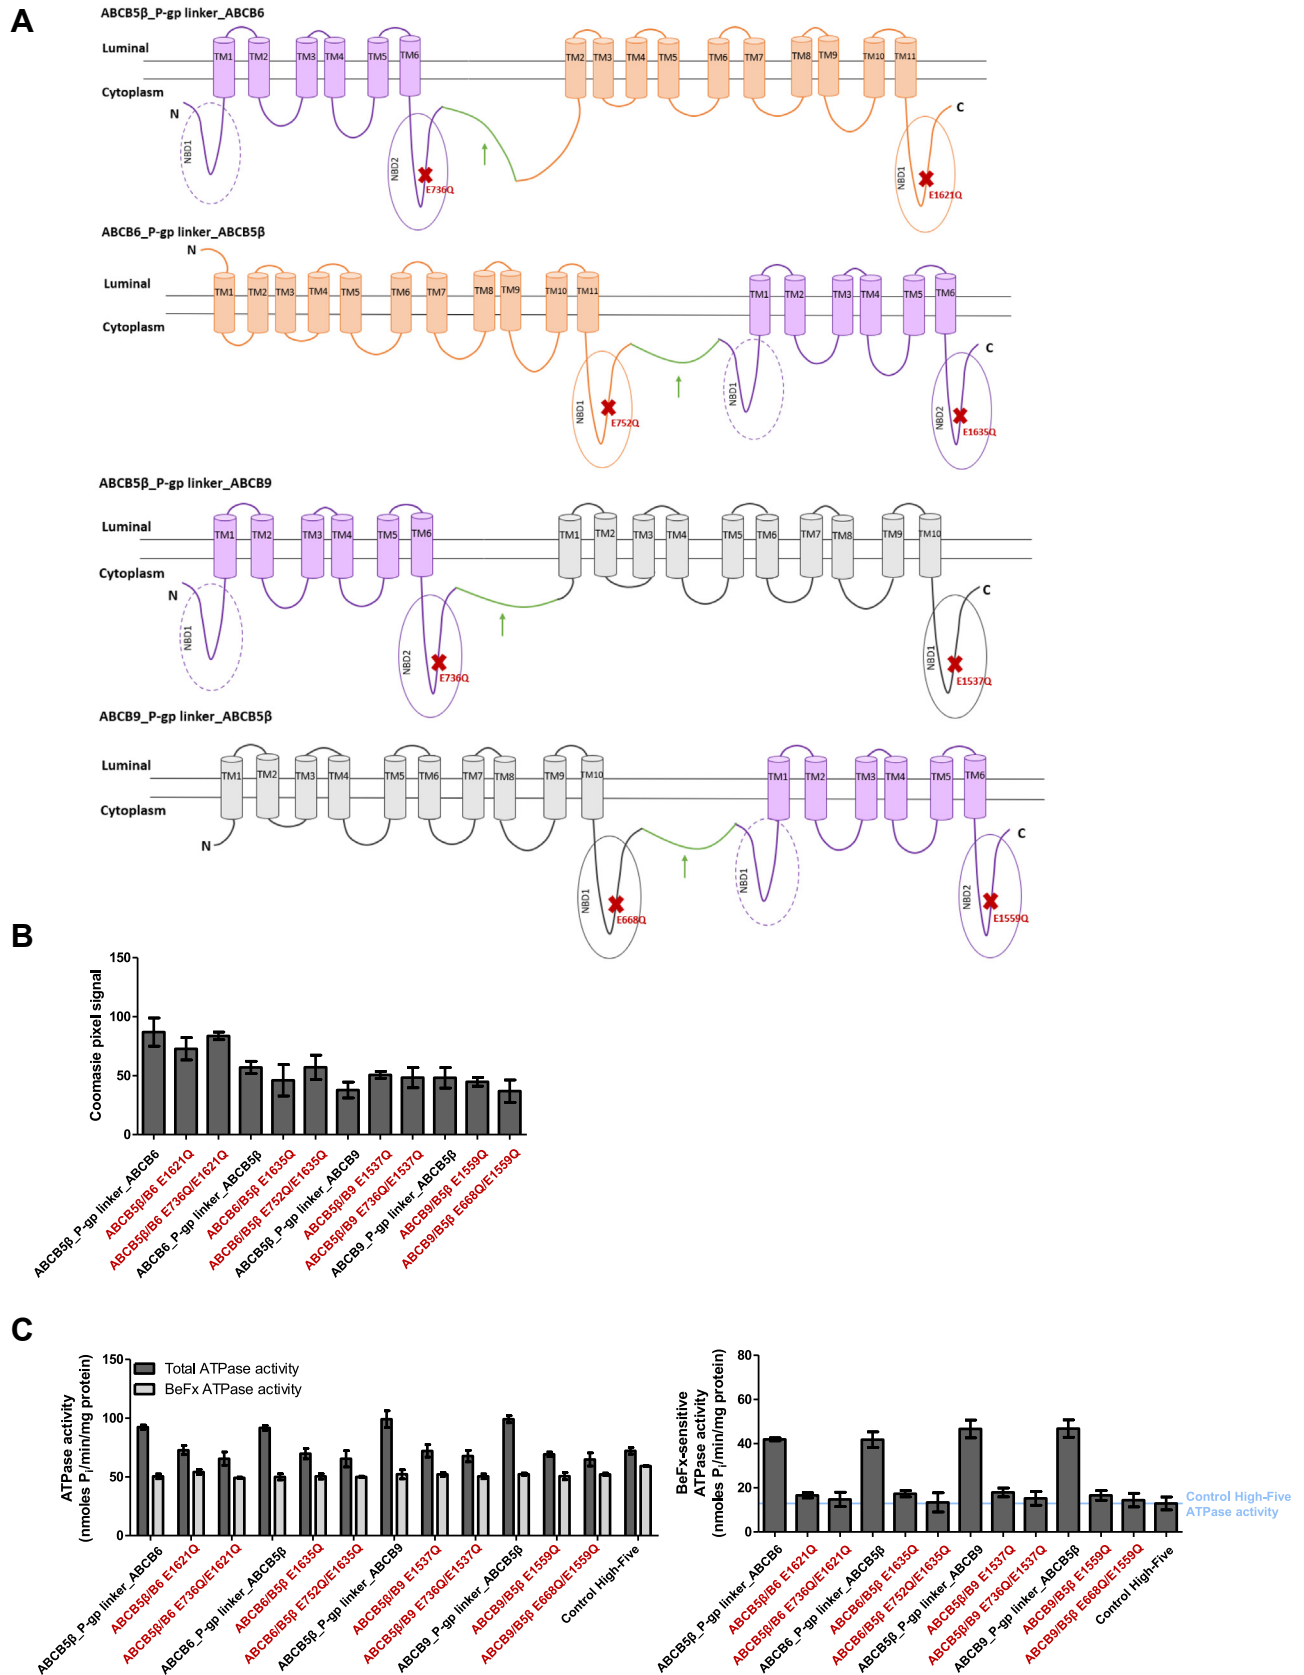 A
ABCB5β_P-gp linker_ABCB6
Luminal
Cytoplasm
TM1 TM2 TM3 TM4 TM5 TM6 TM2 TM3 TM4 TM5 TM6 TM7 TM8 TM9 TM10 TM11
N
C
NBD1
NBD2
E736Q
NBD1
E1621Q
ABCB6_P-gp linker_ABCB5β
N
Luminal
Cytoplasm
TM1 TM2 TM3 TM4 TM5 TM6 TM7 TM8 TM9 TM10 TM11 TM1 TM2 TM3 TM4 TM5 TM6
C
NBD1
E752Q
NBD1
NBD2
E1635Q
ABCB5β_P-gp linker_ABCB9
Luminal
Cytoplasm
TM1 TM2 TM3 TM4 TM5 TM6 TM1 TM2 TM3 TM4 TM5 TM6 TM7 TM8 TM9 TM10
N
C
NBD1
NBD2
E736Q
NBD1
E1537Q
ABCB9_P-gp linker_ABCB5β
Luminal
Cytoplasm
TM1 TM2 TM3 TM4 TM5 TM6 TM7 TM8 TM9 TM10 TM1 TM2 TM3 TM4 TM5 TM6
N
C
NBD1
E668Q
NBD1
NBD2
E1559Q
B
Coomasie pixel signal
150
100
50
0
ABCB5β_P-gp linker_ABCB6
ABCB5β/B6 E1621Q
ABCB5β/B6 E736Q/E1621Q
ABCB6_P-gp linker_ABCB5β
ABCB6/B5β E1635Q
ABCB6/B5β E752Q/E1635Q
ABCB5β_P-gp linker_ABCB9
ABCB5β/B9 E1537Q
ABCB5β/B9 E736Q/E1537Q
ABCB9_P-gp linker_ABCB5β
ABCB9/B5β E1559Q
ABCB9/B5β E668Q/E1559Q
C
ATPase activity
(nmoles Pi/min/mg protein)
150
100
50
0
Total ATPase activity
BeFx ATPase activity
ABCB5β_P-gp linker_ABCB6
ABCB5β/B6 E1621Q
ABCB5β/B6 E736Q/E1621Q
ABCB6_P-gp linker_ABCB5β
ABCB6/B5β E1635Q
ABCB6/B5β E752Q/E1635Q
ABCB5β_P-gp linker_ABCB9
ABCB5β/B9 E1537Q
ABCB5β/B9 E736Q/E1537Q
ABCB9_P-gp linker_ABCB5β
ABCB9/B5β E1559Q
ABCB9/B5β E668Q/E1559Q
Control High-Five
BeFx-sensitive
ATPase activity
(nmoles Pi/min/mg protein)
80
60
40
20
0
Control High-Five
ATPase activity
ABCB5β_P-gp linker_ABCB6
ABCB5β/B6 E1621Q
ABCB5β/B6 E736Q/E1621Q
ABCB6_P-gp linker_ABCB5β
ABCB6/B5β E1635Q
ABCB6/B5β E752Q/E1635Q
ABCB5β_P-gp linker_ABCB9
ABCB5β/B9 E1537Q
ABCB5β/B9 E736Q/E1537Q
ABCB9_P-gp linker_ABCB5β
ABCB9/B5β E1559Q
ABCB9/B5β E668Q/E1559Q
Control High-Five